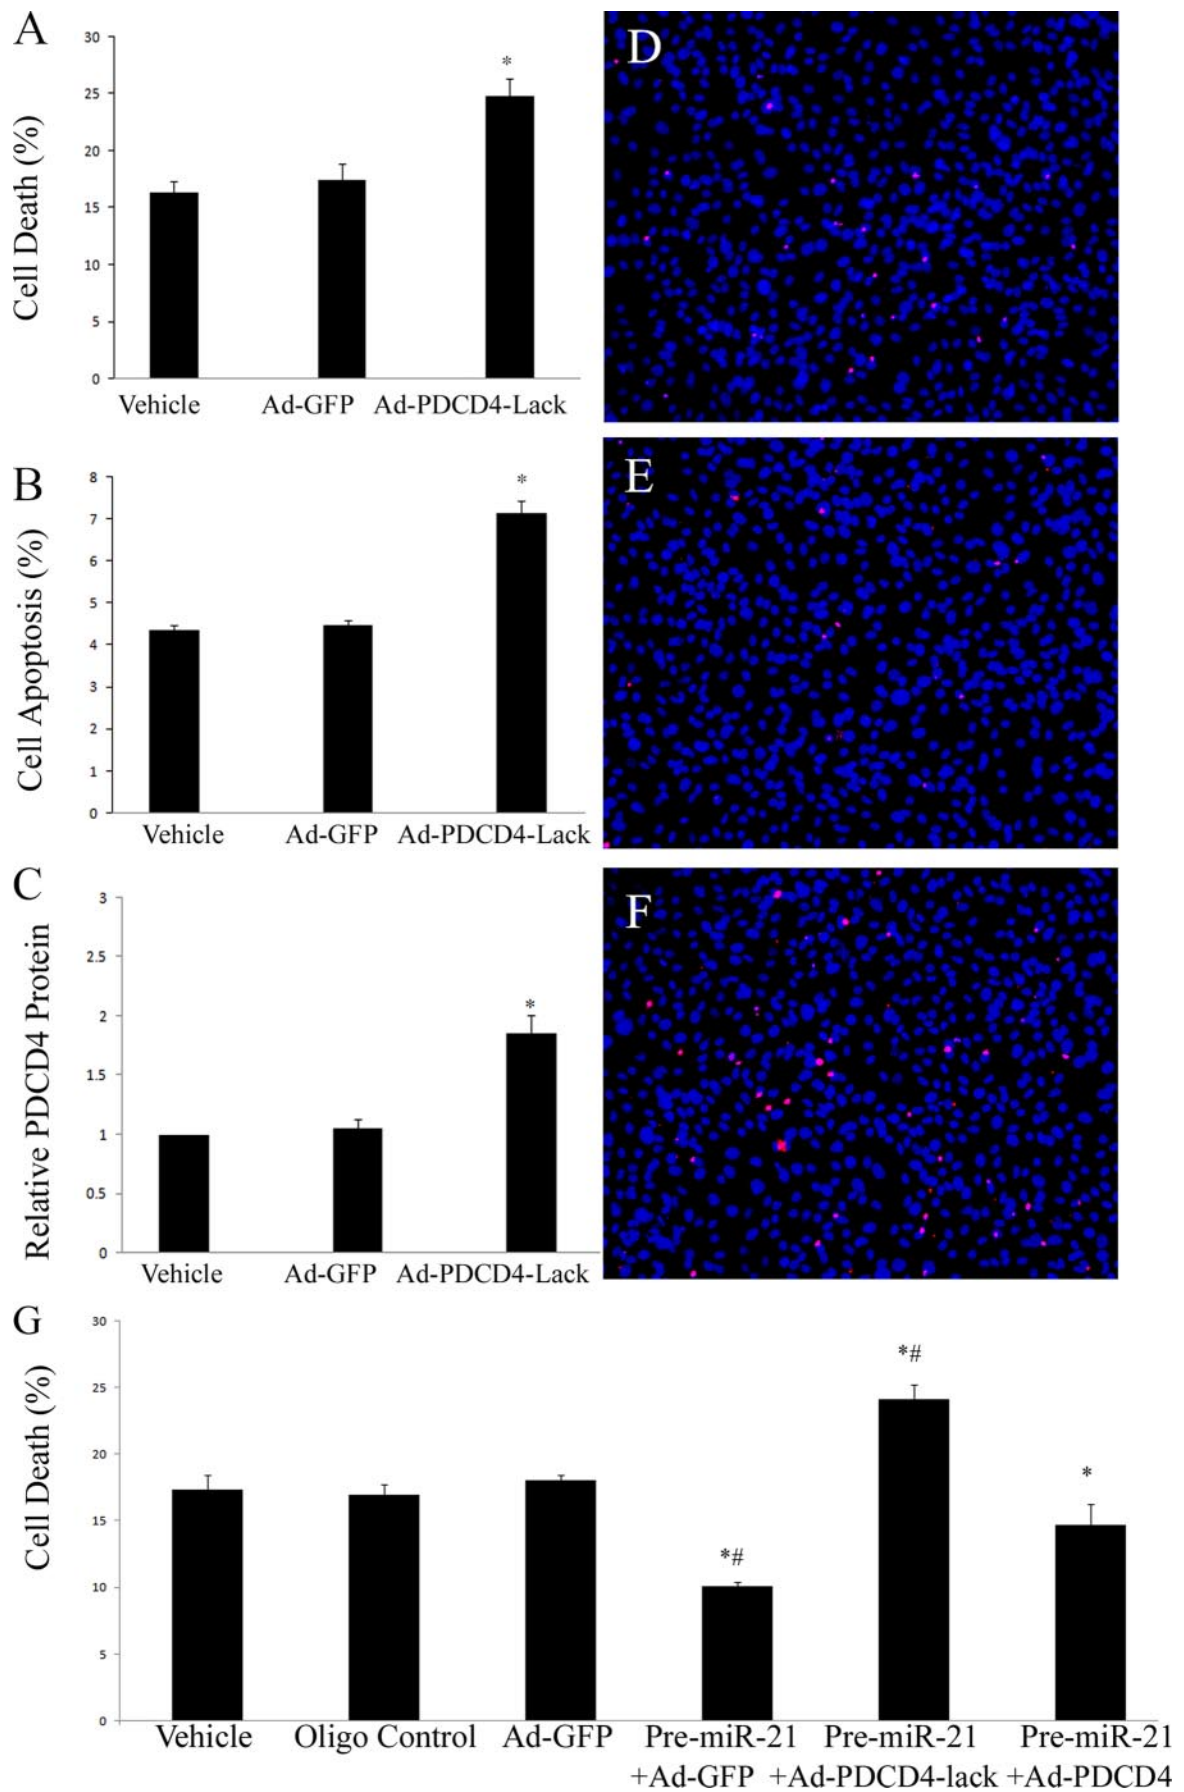 A
Cell Death (%)
30
25
20
15
10
5
0
*
Vehicle Ad-GFP Ad-PDCD4-Lack
D
B
Cell Apoptosis (%)
8
7
6
5
4
3
2
1
0
*
Vehicle Ad-GFP Ad-PDCD4-Lack
E
C
Relative PDCD4 Protein
3
2.5
2
1.5
1
0.5
0
*
Vehicle Ad-GFP Ad-PDCD4-Lack
F
G
Cell Death (%)
30
25
20
15
10
5
0
*#
*#
*
Vehicle Oligo Control Ad-GFP Pre-miR-21 Pre-miR-21 Pre-miR-21
+Ad-GFP +Ad-PDCD4-lack +Ad-PDCD4